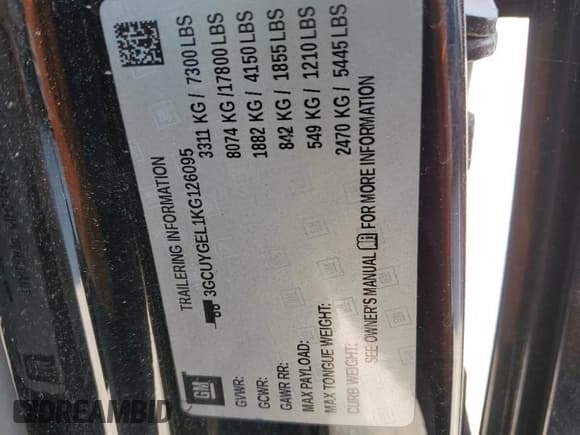 TRAILERING INFORMATION
3GCUYGEL1KG126095
GM
GVWR: 3311 KG / 7300 LBS
GCWR: 8074 KG /17800 LBS
GAWR RR: 1882 KG / 4150 LBS
MAX PAYLOAD: 842 KG / 1855 LBS
MAX TONGUE WEIGHT: 549 KG / 1210 LBS
CURB WEIGHT: 2470 KG / 5445 LBS
SEE OWNER'S MANUAL FOR MORE INFORMATION
DREAMBID